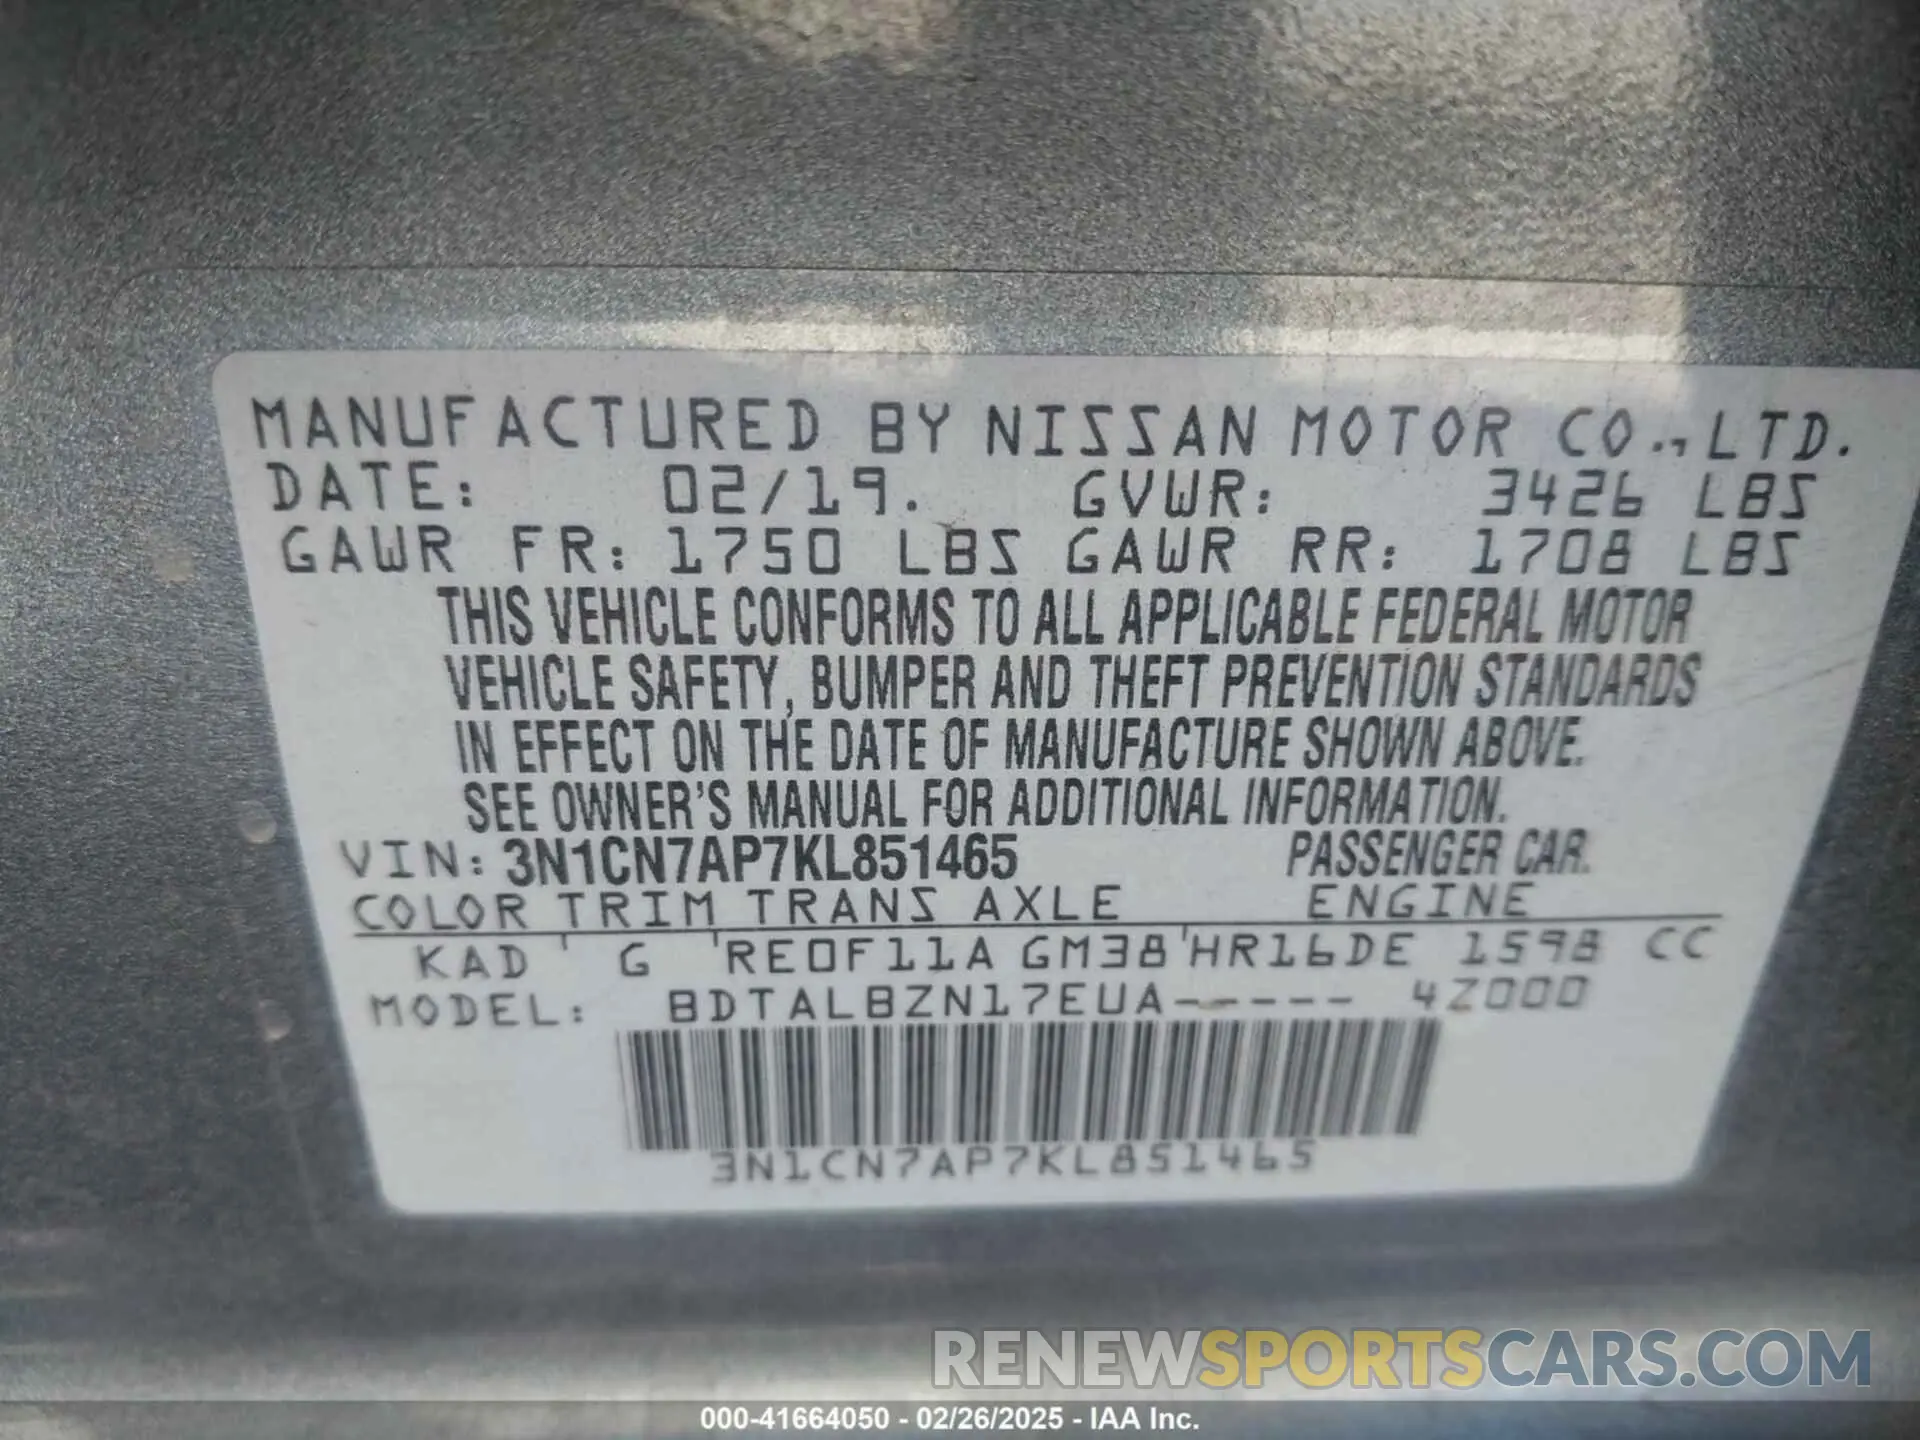 MANUFACTURED BY NISSAN MOTOR CO., LTD.
DATE: 02/19. GVWR: 3426 LBS
GAWR FR: 1750 LBS GAWR RR: 1708 LBS
THIS VEHICLE CONFORMS TO ALL APPLICABLE FEDERAL MOTOR
VEHICLE SAFETY, BUMPER AND THEFT PREVENTION STANDARDS
IN EFFECT ON THE DATE OF MANUFACTURE SHOWN ABOVE.
SEE OWNER'S MANUAL FOR ADDITIONAL INFORMATION.
VIN: 3N1CN7AP7KL851465 PASSENGER CAR.
COLOR TRIM TRANS AXLE ENGINE
KAD G RE0F11A GM38 HR16DE 1598 CC
MODEL: BDTALBZN17EUA----- 4Z000
3N1CN7AP7KL851465
RENEWSPORTSCARS.COM
000-41664050 - 02/26/2025 - IAA Inc.